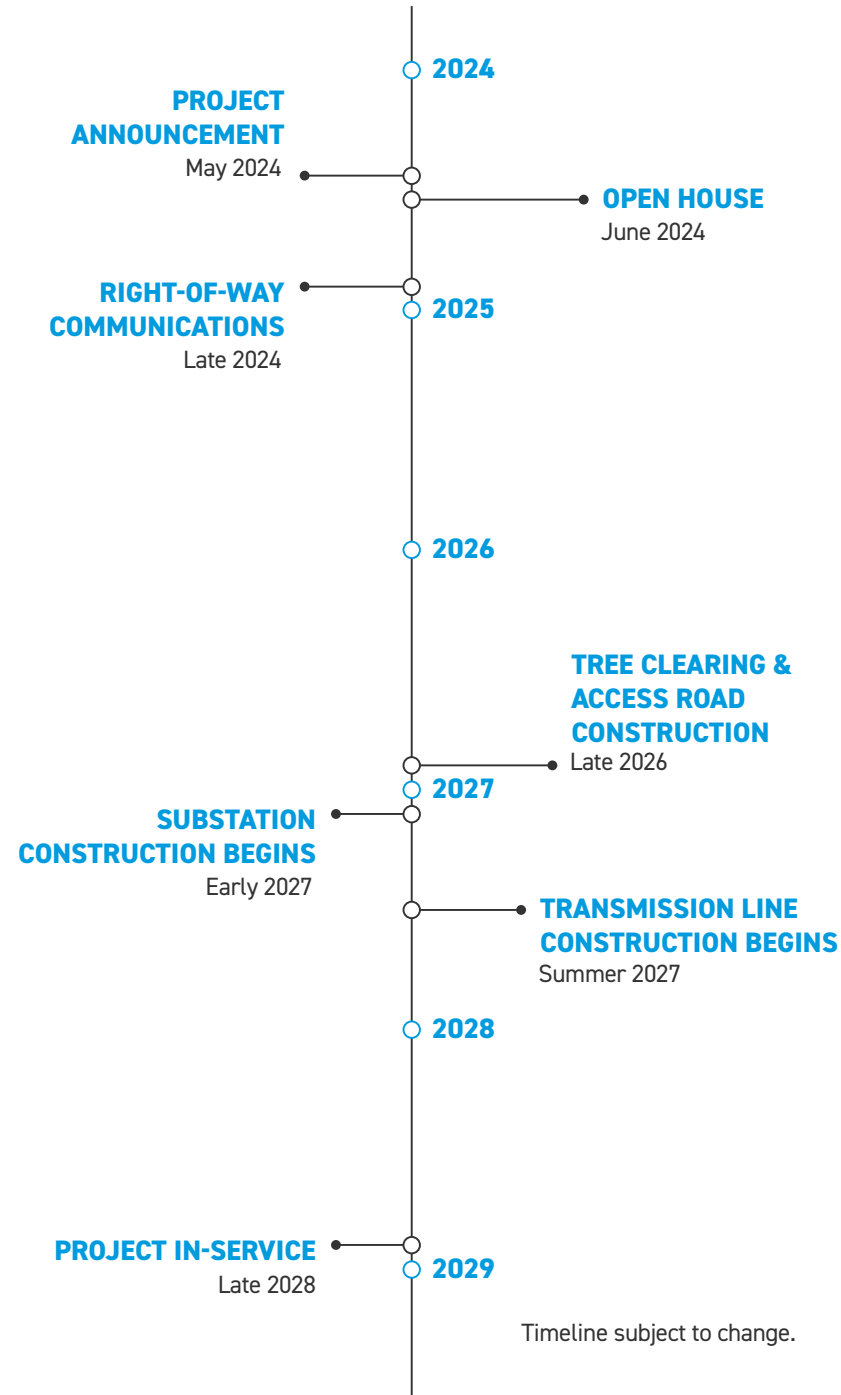 2024
PROJECT
ANNOUNCEMENT
May 2024
OPEN HOUSE
June 2024
RIGHT-OF-WAY
COMMUNICATIONS
Late 2024
2025
2026
TREE CLEARING &
ACCESS ROAD
CONSTRUCTION
Late 2026
2027
SUBSTATION
CONSTRUCTION BEGINS
Early 2027
TRANSMISSION LINE
CONSTRUCTION BEGINS
Summer 2027
2028
PROJECT IN-SERVICE
Late 2028
2029
Timeline subject to change.